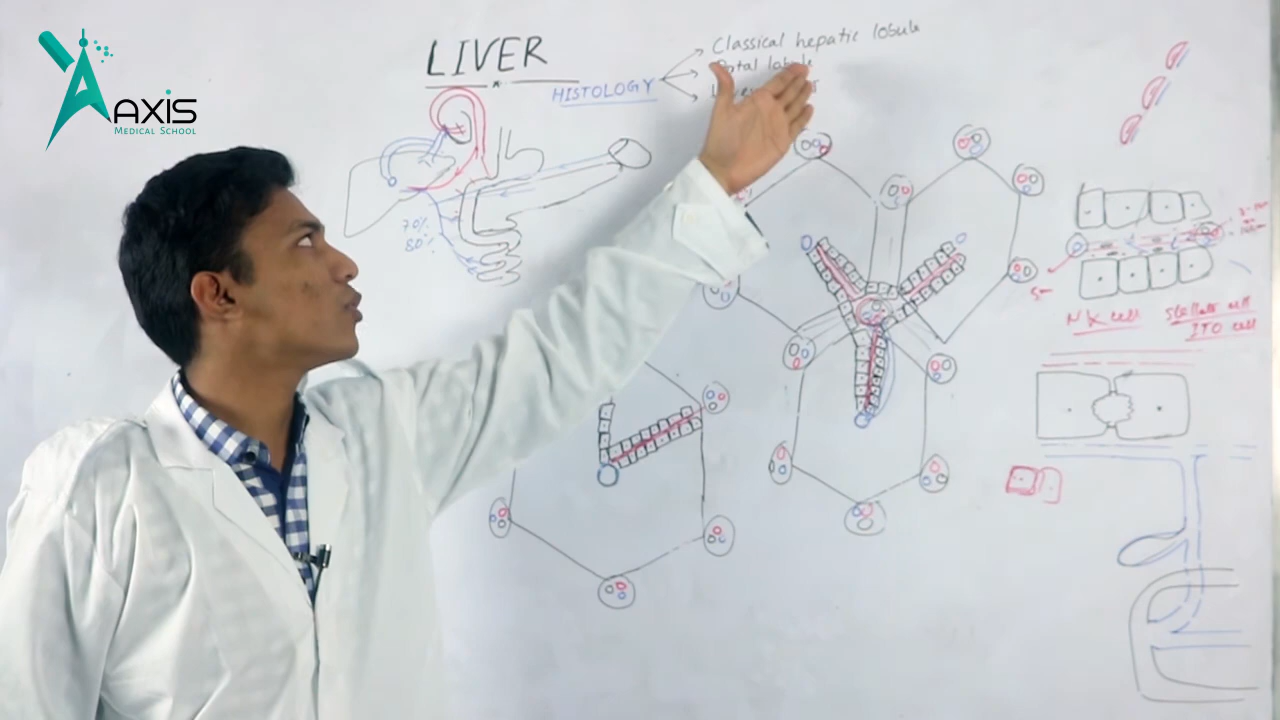 AXIS
MEDICAL SCHOOL
LIVER
HISTOLOGY
Classical hepatic lobule
70%
80%
NK cell
Stellate cell
ITO cell